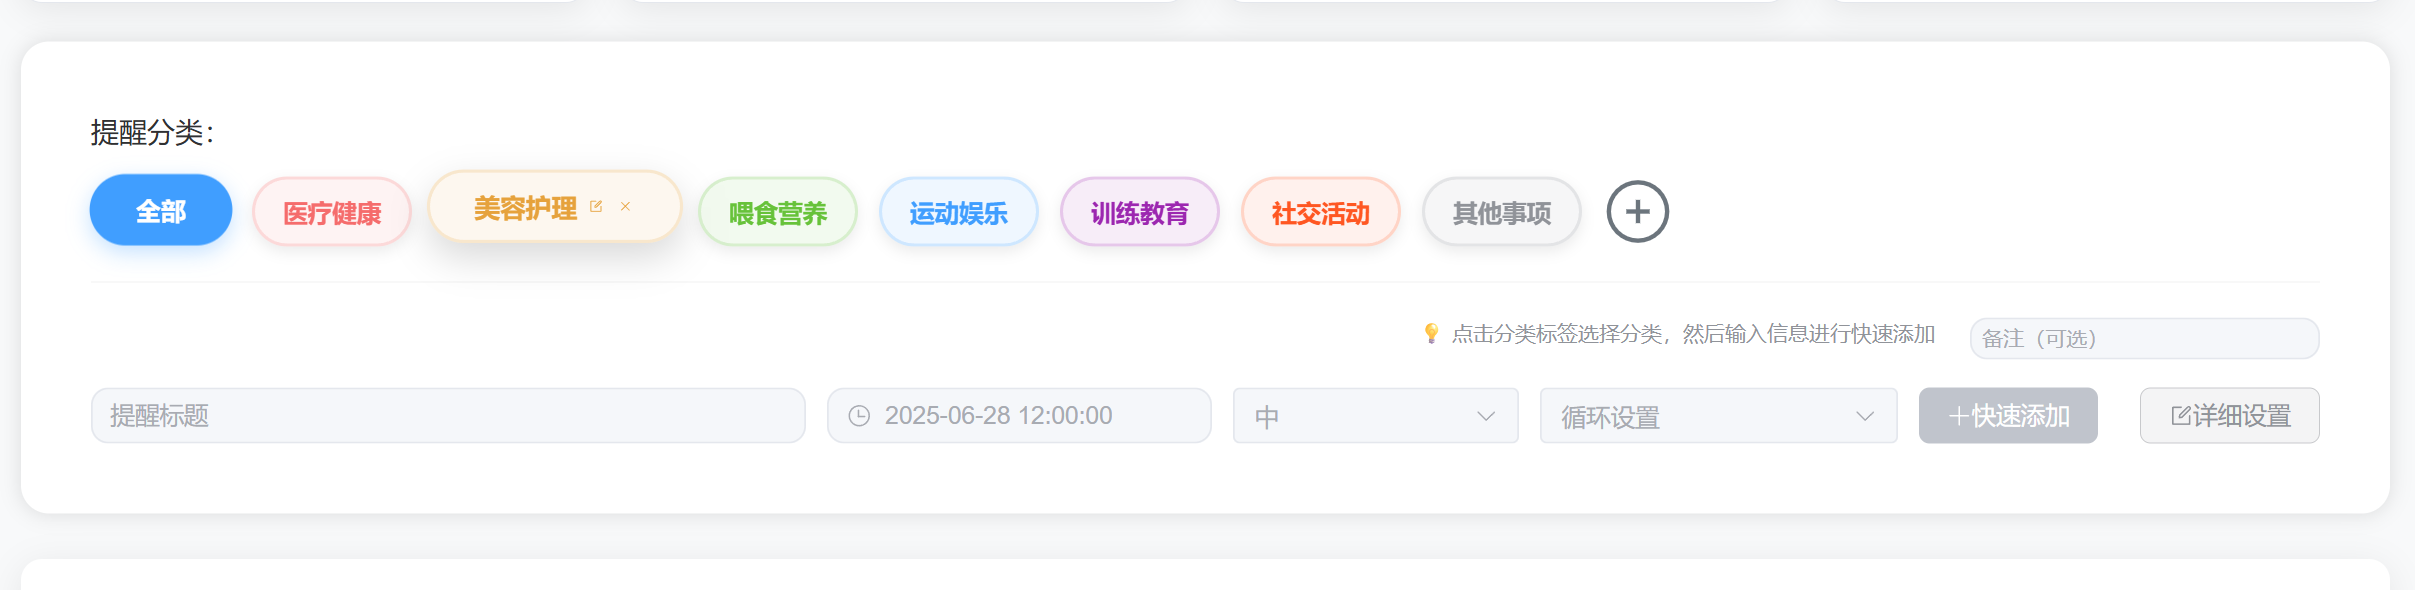 提醒分类：
全部 医疗健康 美容护理 喂食营养 运动娱乐 训练教育 社交活动 其他事项
点击分类标签选择分类，然后输入信息进行快速添加 备注（可选）
提醒标题 2025-06-28 12:00:00 中 循环设置 快速添加 详细设置